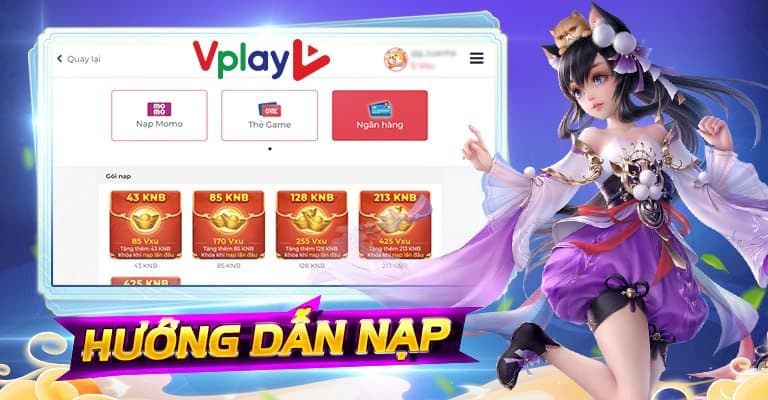 Vplay
Quay lại
Nạp Momo
Thẻ Game
Ngân hàng
Gói nạp
43 KNB
85 Vxu
Tặng thêm 43 KNB
Khóa khi nạp lần đầu
43 KNB
85 KNB
170 Vxu
Tặng thêm 85 KNB
Khóa khi nạp lần đầu
85 KNB
128 KNB
255 Vxu
Tặng thêm 128 KNB
Khóa khi nạp lần đầu
128 KNB
213 KNB
425 Vxu
Tặng thêm 213 KNB
Khóa khi nạp lần đầu
213 KNB
425 KNB
HƯỚNG DẪN NẠP